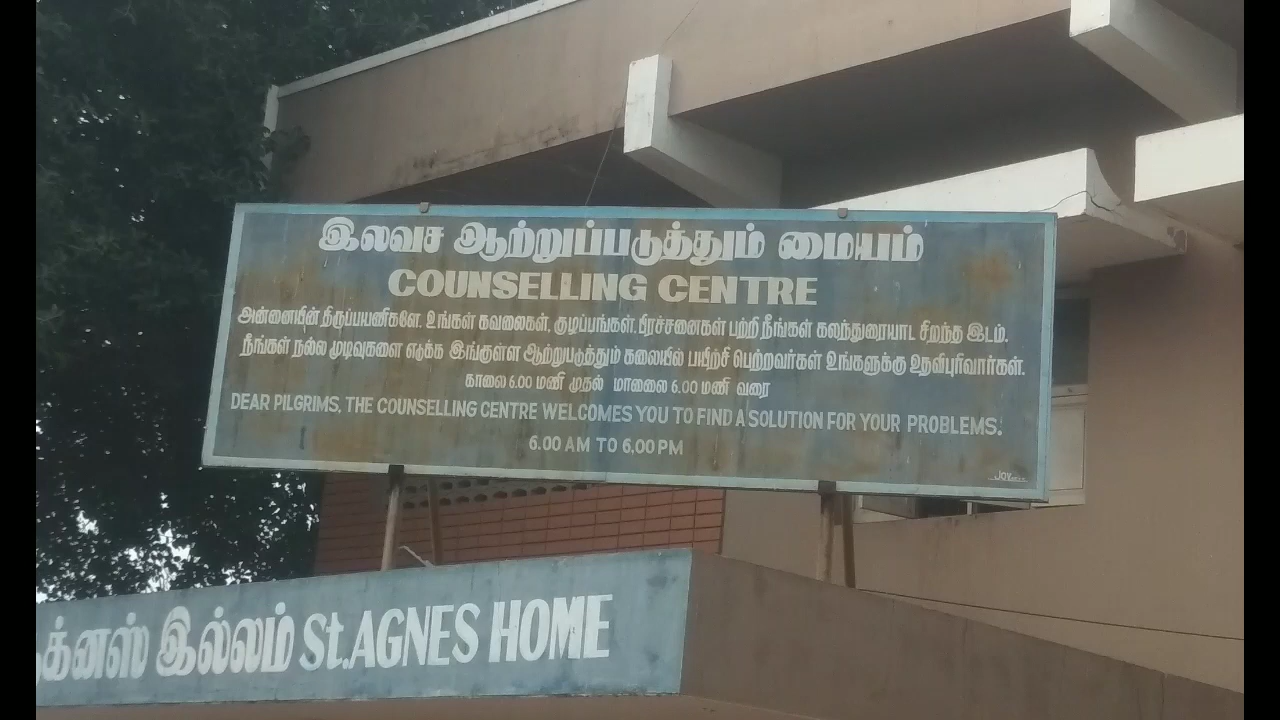 இலவச ஆற்றுப்படுத்தும் மையம்
COUNSELLING CENTRE
அன்னையின் திருப்பயணிகளே. உங்கள் கவலைகள், குழப்பங்கள். பிரச்சனைகள் பற்றி நீங்கள் கலந்துரையாட சிறந்த இடம்.
நீங்கள் நல்ல முடிவுகளை எடுக்க இங்குள்ள ஆற்றுபடுத்தும் கலையில் பயிற்சி பெற்றவர்கள் உங்களுக்கு உதவிபுரிவார்கள்.
காலை 6.00 மணி முதல் மாலை 6.00 மணி வரை
DEAR PILGRIMS, THE COUNSELLING CENTRE WELCOMES YOU TO FIND A SOLUTION FOR YOUR PROBLEMS.
6.00 AM TO 6.00 PM
JOY
க்னஸ் இல்லம் St.AGNES HOME